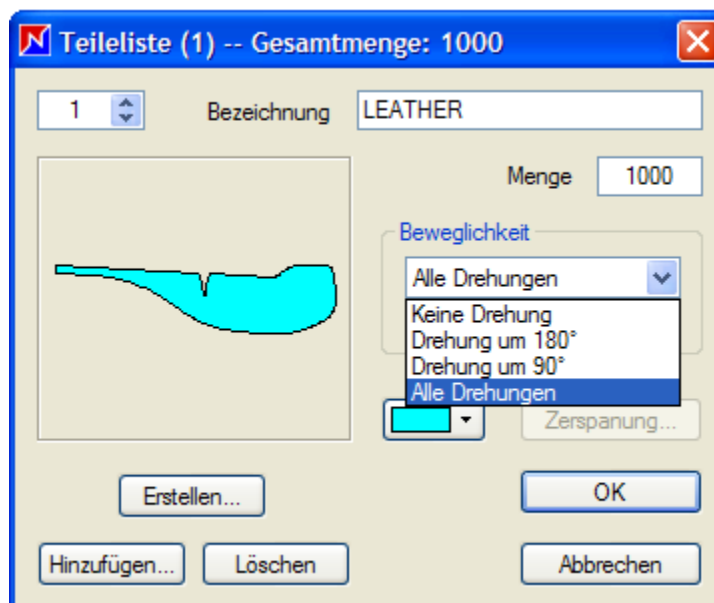 Teileliste (1) -- Gesamtmenge: 1000
1 Bezeichnung LEATHER
Menge 1000
Beweglichkeit
Alle Drehungen
Keine Drehung
Drehung um 180°
Drehung um 90°
Alle Drehungen
Zerspanung...
Erstellen... OK
Hinzufügen... Löschen Abbrechen